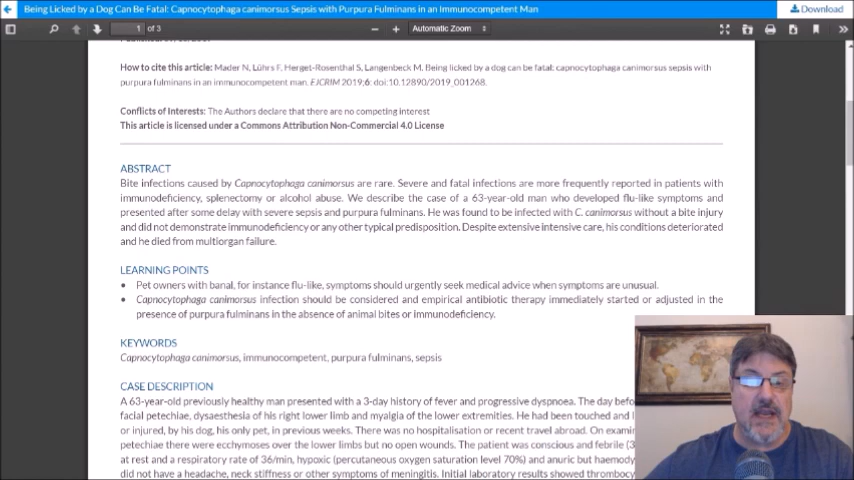 Being Licked by a Dog Can Be Fatal: Capnocytophaga canimorsus Sepsis with Purpura Fulminans in an Immunocompetent Man
Download
1 of 3
Automatic Zoom
How to cite this article: Mader N, Lührs F, Herget-Rosenthal S, Langenbeck M. Being licked by a dog can be fatal: capnocytophaga canimorsus sepsis with
purpura fulminans in an immunocompetent man. EJCRIM 2019;6: doi:10.12890/2019_001268.
Conflicts of Interests: The Authors declare that there are no competing interest
This article is licensed under a Commons Attribution Non-Commercial 4.0 License
ABSTRACT
Bite infections caused by Capnocytophaga canimorsus are rare. Severe and fatal infections are more frequently reported in patients with
immunodeficiency, splenectomy or alcohol abuse. We describe the case of a 63-year-old man who developed flu-like symptoms and
presented after some delay with severe sepsis and purpura fulminans. He was found to be infected with C. canimorsus without a bite injury
and did not demonstrate immunodeficiency or any other typical predisposition. Despite extensive intensive care, his conditions deteriorated
and he died from multiorgan failure.
LEARNING POINTS
• Pet owners with banal, for instance flu-like, symptoms should urgently seek medical advice when symptoms are unusual.
• Capnocytophaga canimorsus infection should be considered and empirical antibiotic therapy immediately started or adjusted in the
presence of purpura fulminans in the absence of animal bites or immunodeficiency.
KEYWORDS
Capnocytophaga canimorsus, immunocompetent, purpura fulminans, sepsis
CASE DESCRIPTION
A 63-year-old previously healthy man presented with a 3-day history of fever and progressive dyspnoea. The day befo
facial petechiae, dysaesthesia of his right lower limb and myalgia of the lower extremities. He had been touched and l
or injured, by his dog, his only pet, in previous weeks. There was no hospitalisation or recent travel abroad. On exami
petechiae there were ecchymoses over the lower limbs but no open wounds. The patient was conscious and febrile (3
at rest and a respiratory rate of 36/min, hypoxic (percutaneous oxygen saturation level 70%) and anuric but haemody
did not have a headache, neck stiffness or other symptoms of meningitis. Initial laboratory results showed thrombocy